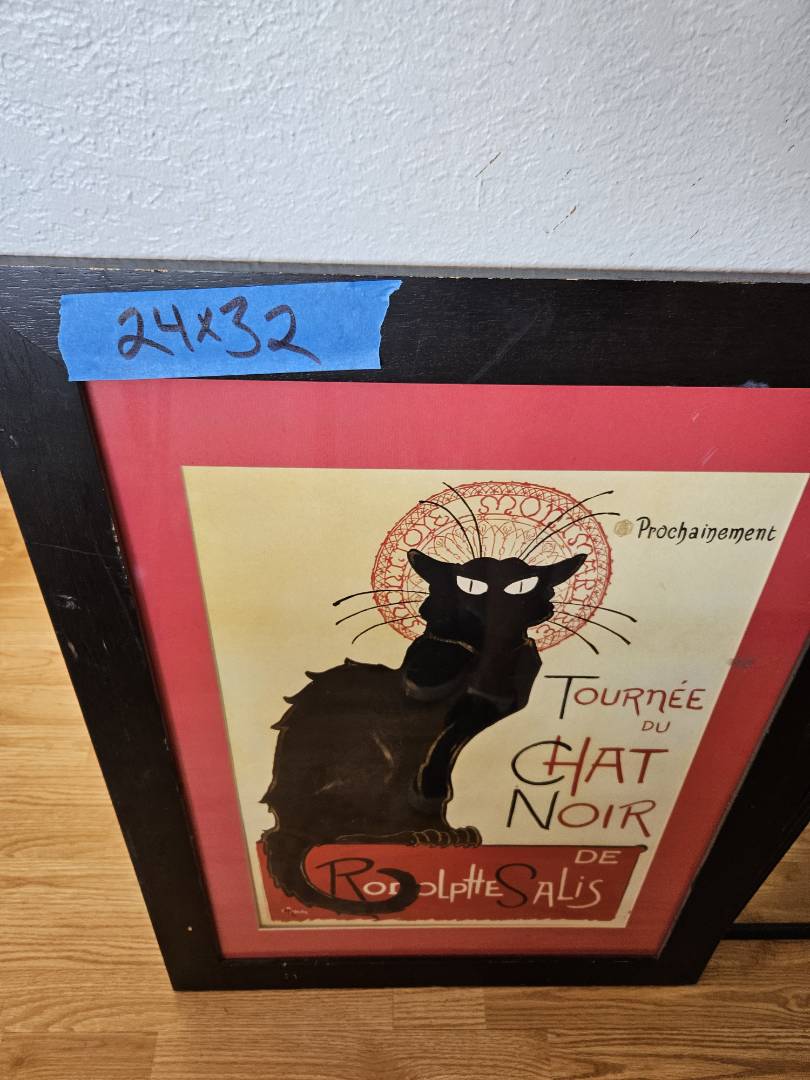 24x32
Prochainement
TOURNÉE
DU
CHAT
NOIR
DE
RODOLPHE SALIS